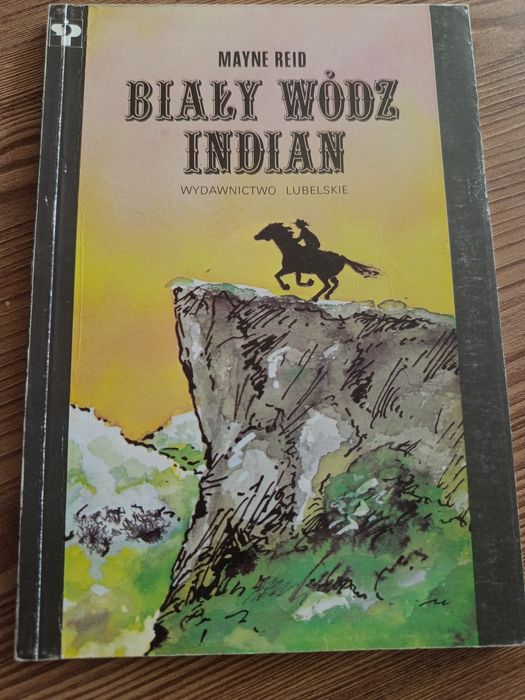 MAYNE REID
BIAŁY WÓDZ
INDIAN
WYDAWNICTWO LUBELSKIE